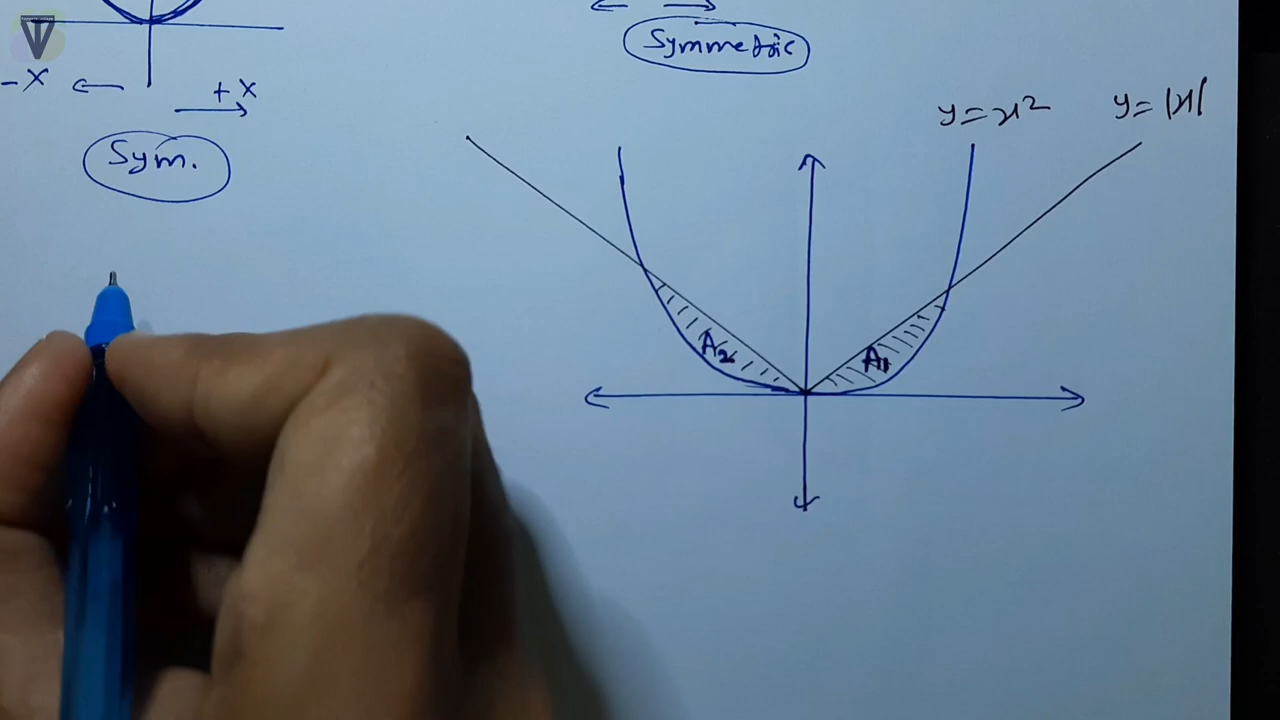 -x
+x
Sym.
Symmetric
y=x²
y=|x|
A₂
A₁